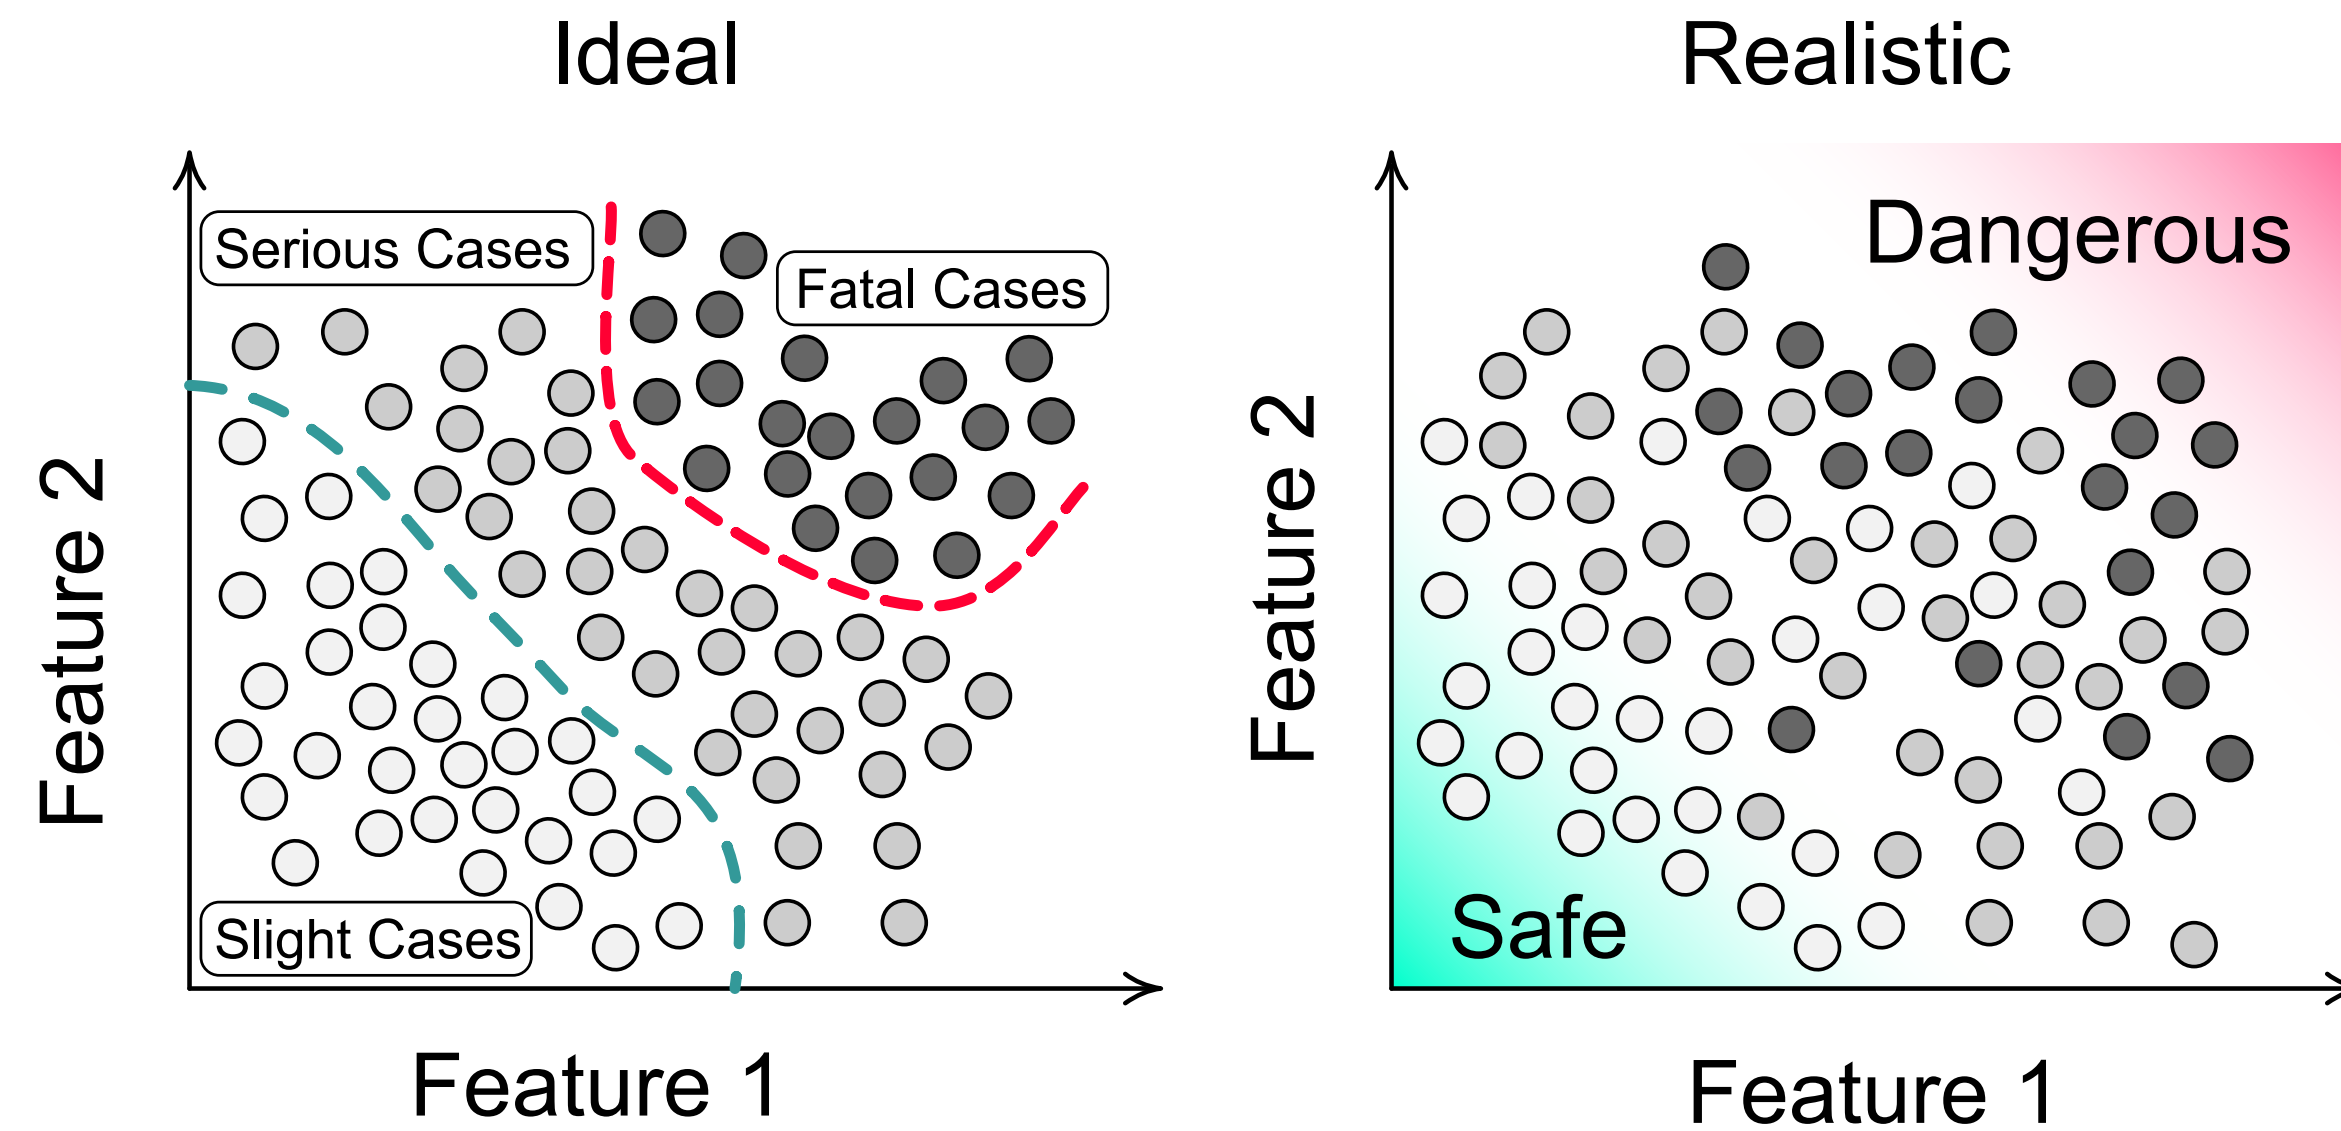 Ideal
Serious Cases
Fatal Cases
Slight Cases
Feature 2
Feature 1
Realistic
Dangerous
Safe
Feature 2
Feature 1